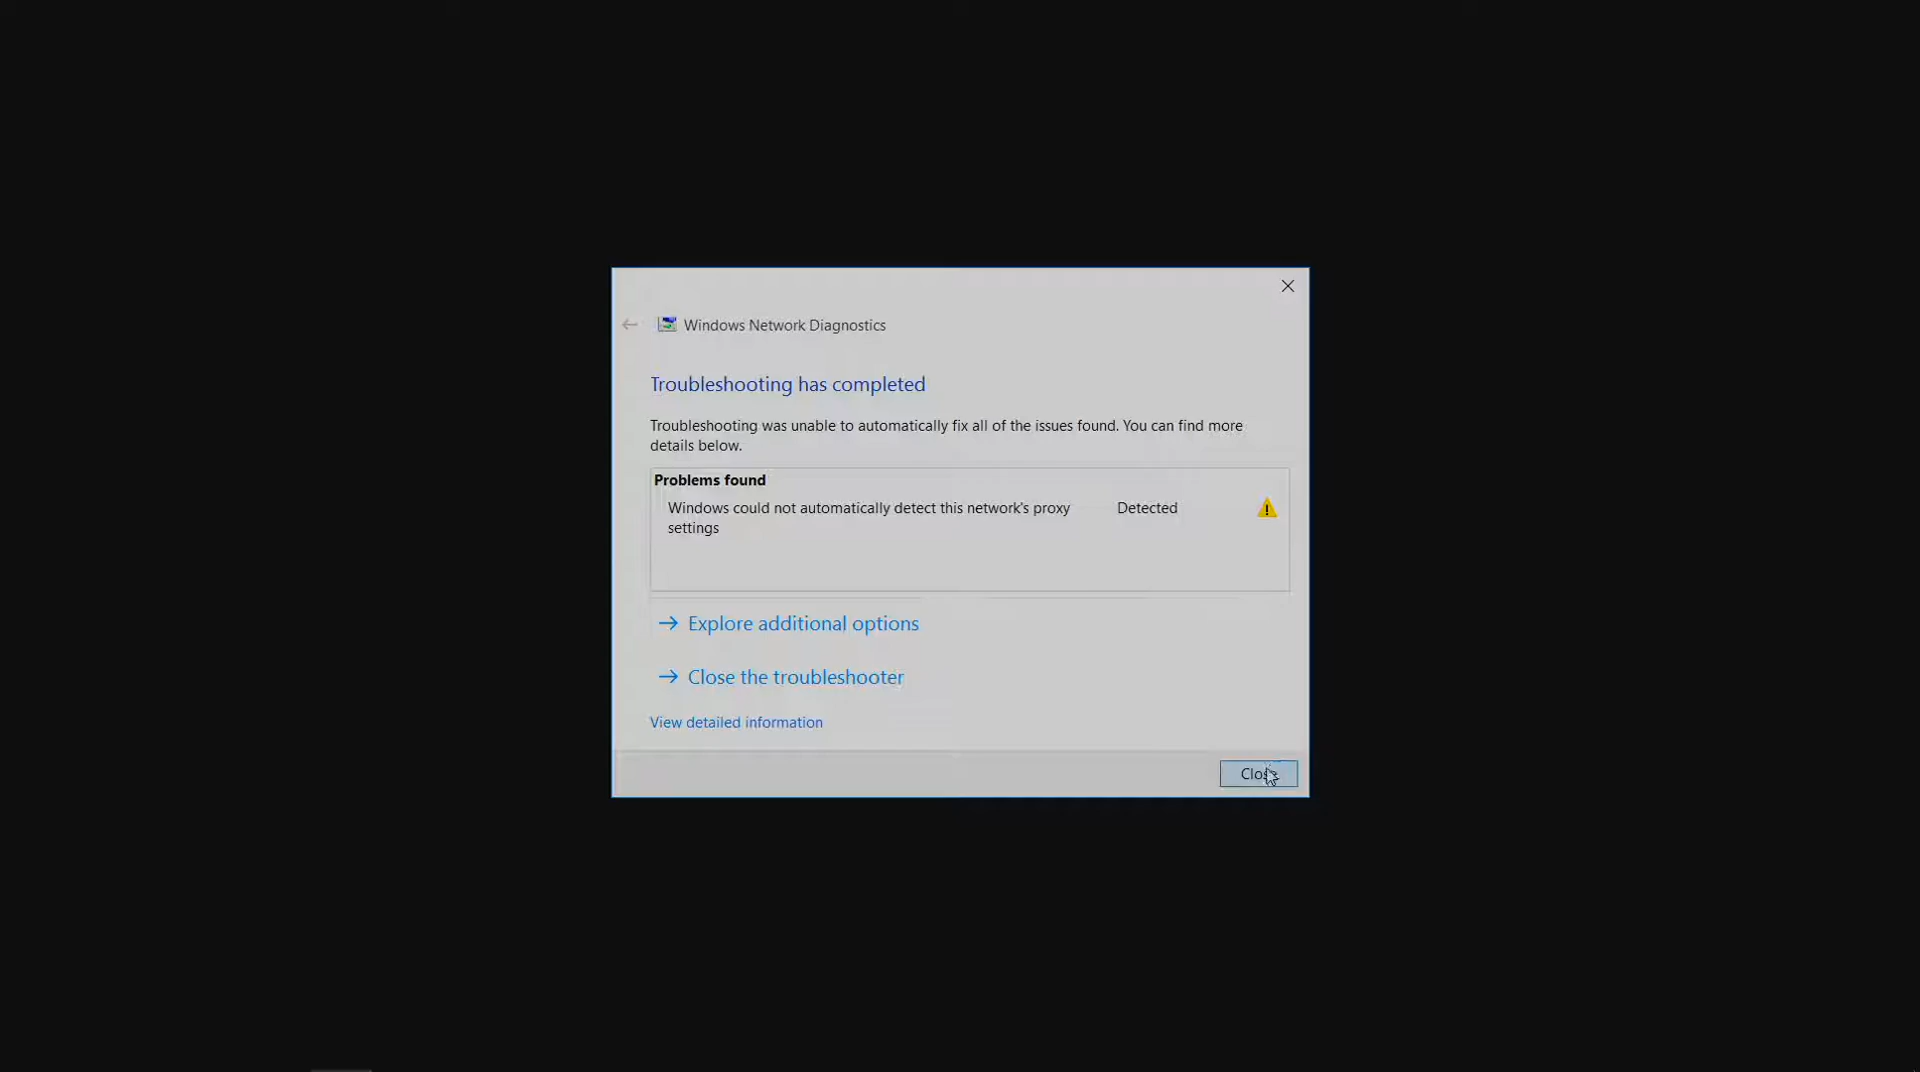 Windows Network Diagnostics
Troubleshooting has completed
Troubleshooting was unable to automatically fix all of the issues found. You can find more
details below.
Problems found
Windows could not automatically detect this network's proxy
settings
Detected
Explore additional options
Close the troubleshooter
View detailed information
Close